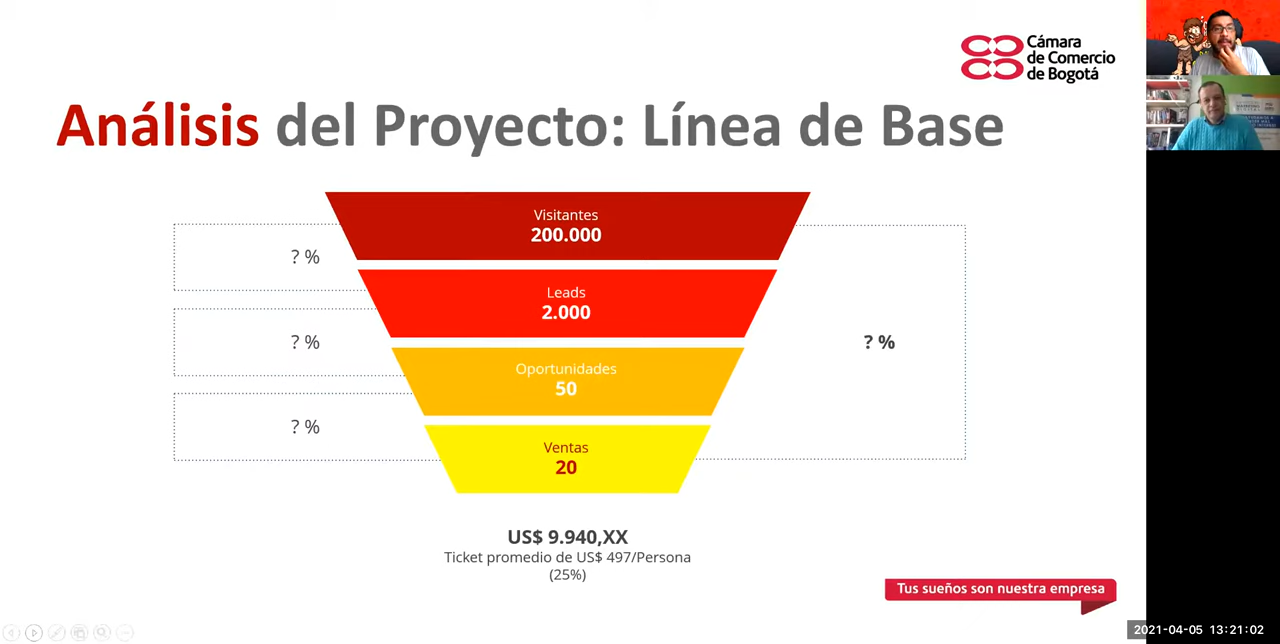 Cámara
de Comercio
de Bogotá
Análisis del Proyecto: Línea de Base
Visitantes
200.000
? %
Leads
2.000
? %
? %
Oportunidades
50
? %
Ventas
20
US$ 9.940,XX
Ticket promedio de US$ 497/Persona
(25%)
Tus sueños son nuestra empresa
2021-04-05 13:21:02